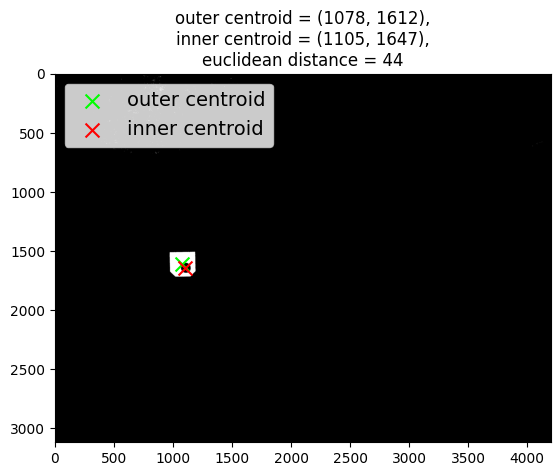 outer centroid = (1078, 1612),
inner centroid = (1105, 1647),
euclidean distance = 44
outer centroid
inner centroid
0
500
1000
1500
2000
2500
3000
0 500 1000 1500 2000 2500 3000 3500 4000